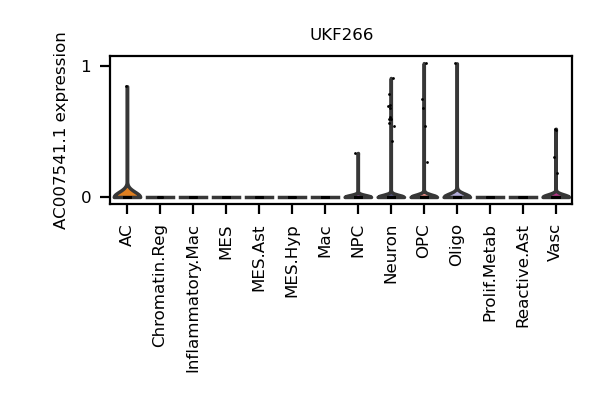 UKF266
AC007541.1 expression
1
0
AC
Chromatin.Reg
Inflammatory.Mac
MES
MES.Ast
MES.Hyp
Mac
NPC
Neuron
OPC
Oligo
Prolif.Metab
Reactive.Ast
Vasc